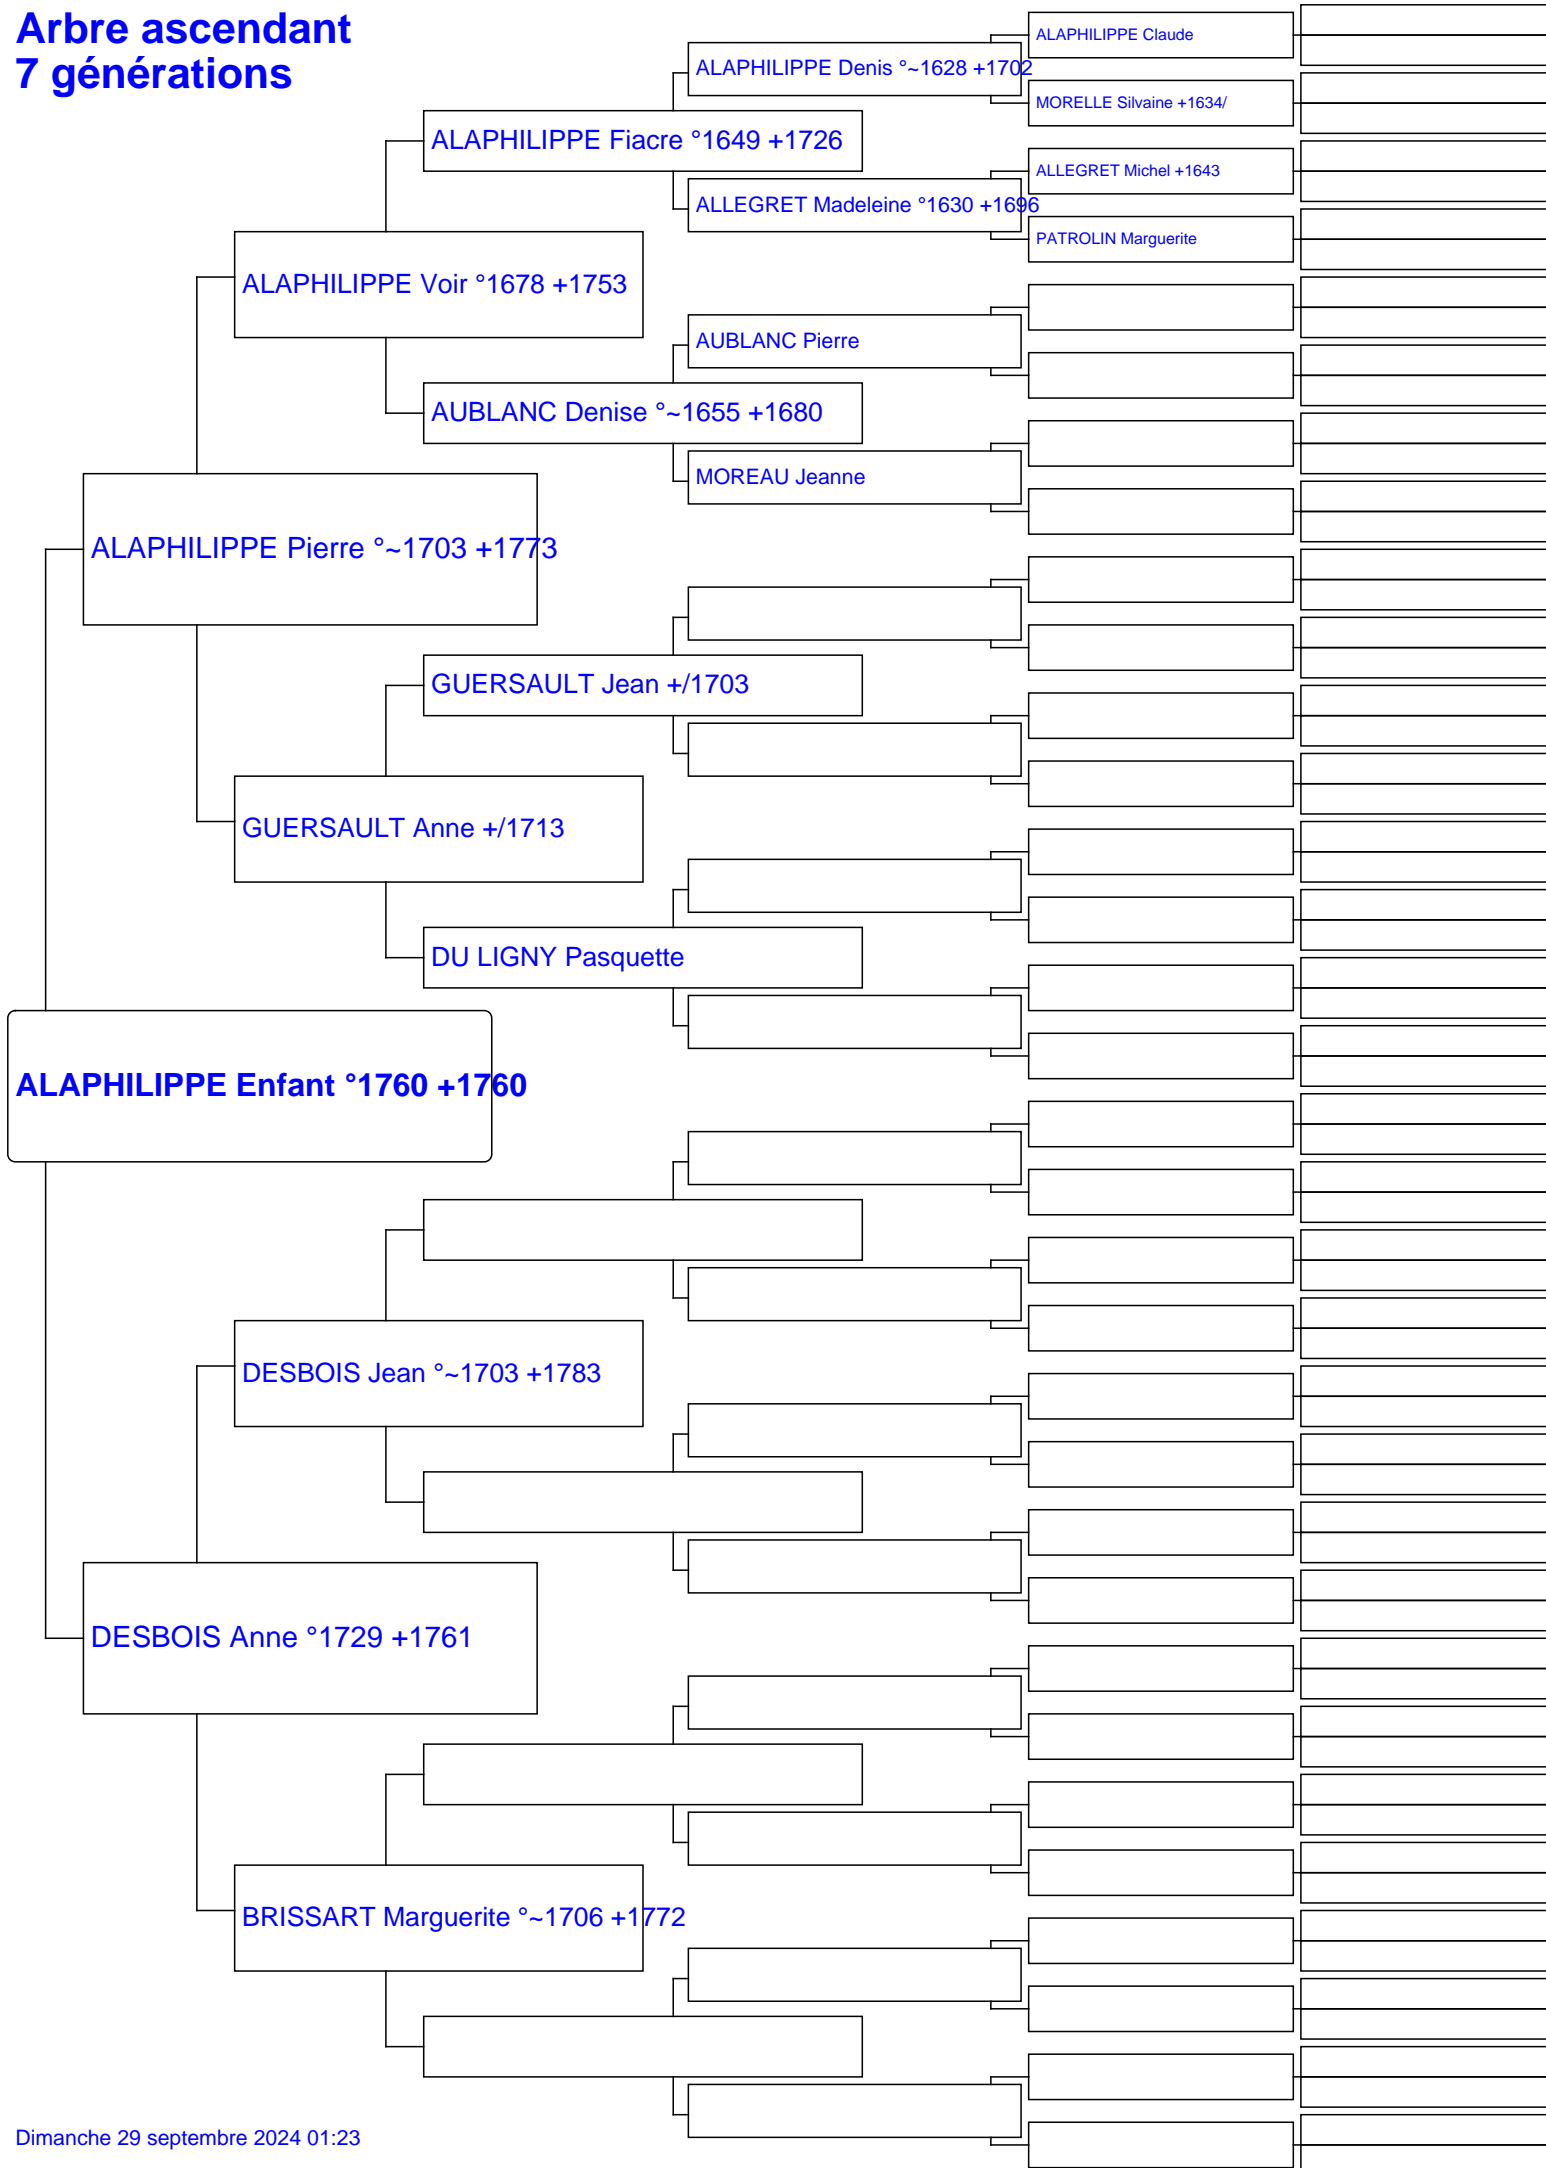 Arbre ascendant
7 générations
ALAPHILIPPE Claude
ALAPHILIPPE Denis °~1628 +1702
MORELLE Silvaine +1634/
ALAPHILIPPE Fiacre °1649 +1726
ALLEGRET Michel +1643
ALLEGRET Madeleine °1630 +1696
PATROLIN Marguerite
ALAPHILIPPE Voir °1678 +1753
AUBLANC Pierre
AUBLANC Denise °~1655 +1680
MOREAU Jeanne
ALAPHILIPPE Pierre °~1703 +1773
GUERSAULT Jean +/1703
GUERSAULT Anne +/1713
DU LIGNY Pasquette
ALAPHILIPPE Enfant °1760 +1760
DESBOIS Jean °~1703 +1783
DESBOIS Anne °1729 +1761
BRISSART Marguerite °~1706 +1772
Dimanche 29 septembre 2024 01:23